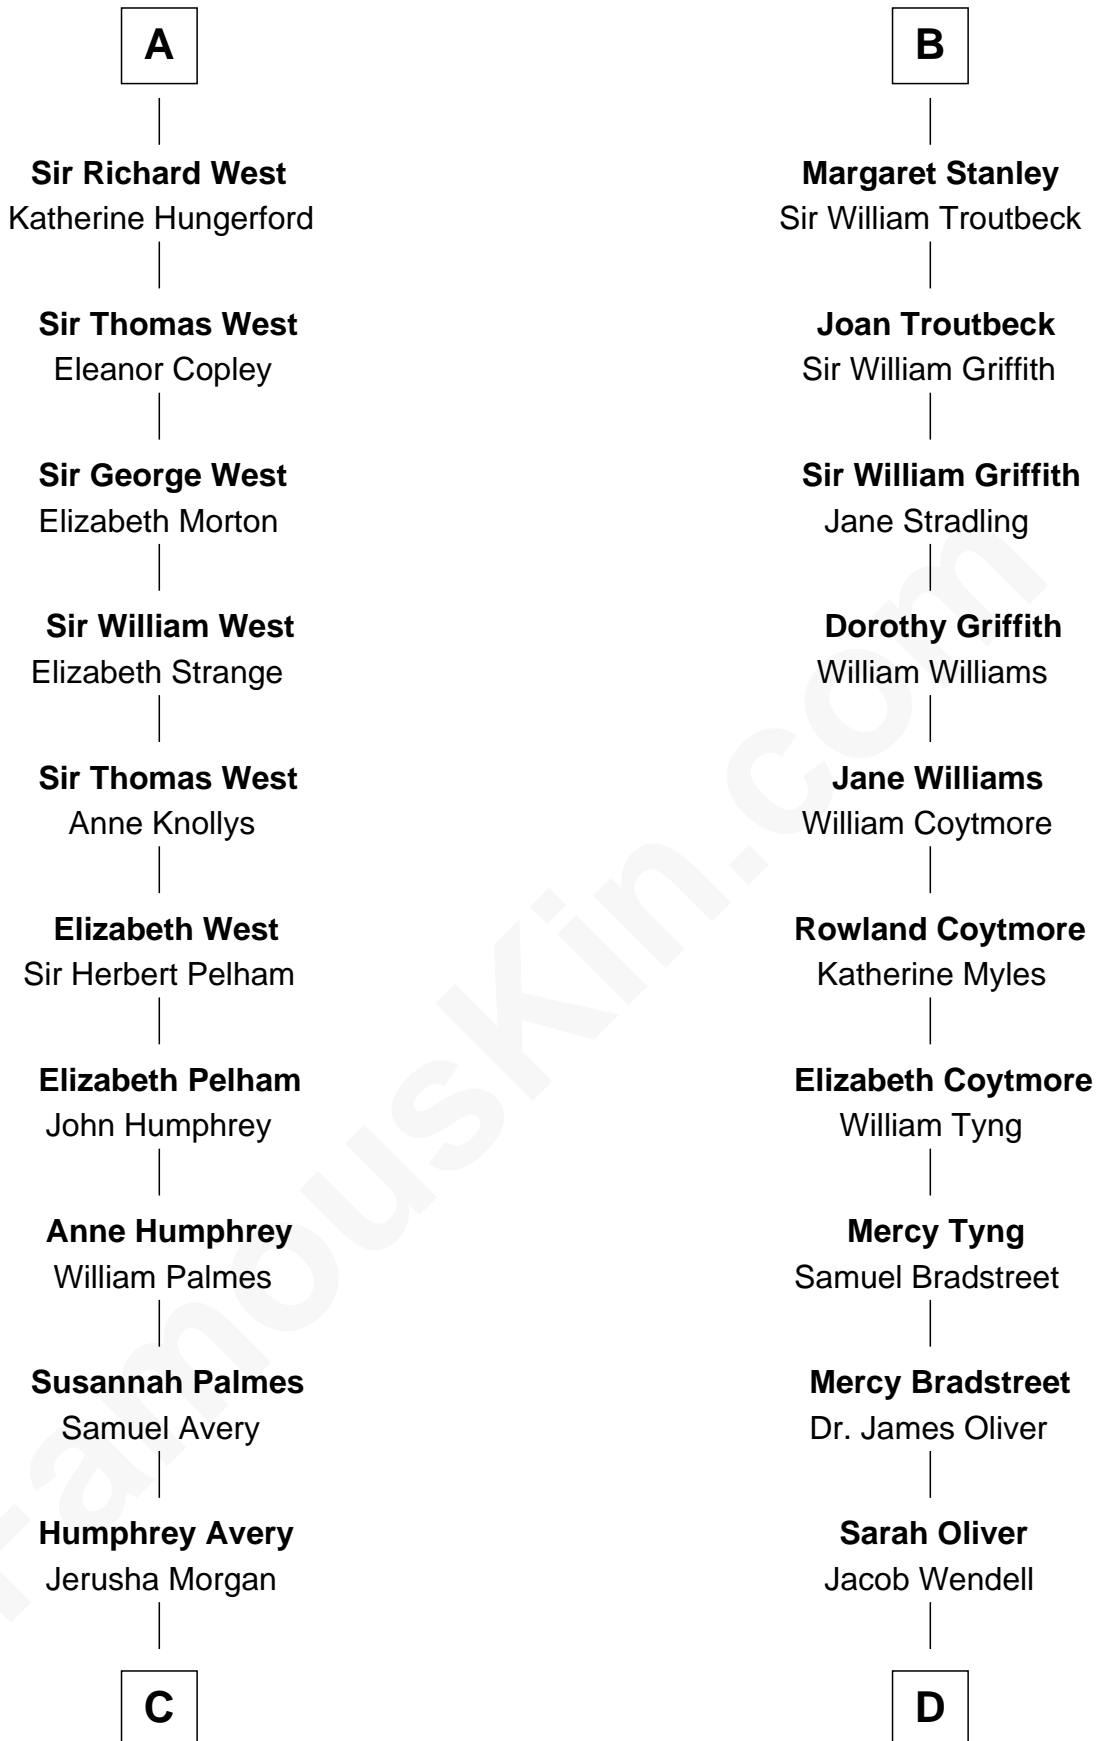 A
Sir Richard West
Katherine Hungerford
Sir Thomas West
Eleanor Copley
Sir George West
Elizabeth Morton
Sir William West
Elizabeth Strange
Sir Thomas West
Anne Knollys
Elizabeth West
Sir Herbert Pelham
Elizabeth Pelham
John Humphrey
Anne Humphrey
William Palmes
Susannah Palmes
Samuel Avery
Humphrey Avery
Jerusha Morgan
C
B
Margaret Stanley
Sir William Troutbeck
Joan Troutbeck
Sir William Griffith
Sir William Griffith
Jane Stradling
Dorothy Griffith
William Williams
Jane Williams
William Coytmore
Rowland Coytmore
Katherine Myles
Elizabeth Coytmore
William Tyng
Mercy Tyng
Samuel Bradstreet
Mercy Bradstreet
Dr. James Oliver
Sarah Oliver
Jacob Wendell
D
FamousKin.com